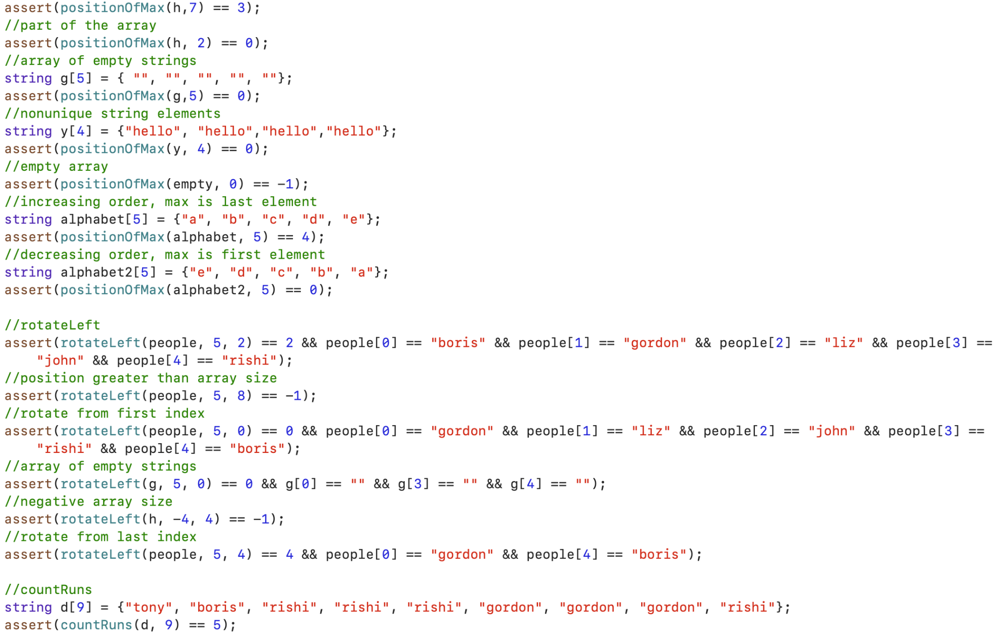 assert(positionOfMax(h,7) == 3);
//part of the array
assert(positionOfMax(h, 2) == 0);
//array of empty strings
string g[5] = { "", "", "", "", ""};
assert(positionOfMax(g,5) == 0);
//nonunique string elements
string y[4] = {"hello", "hello","hello","hello"};
assert(positionOfMax(y, 4) == 0);
//empty array
assert(positionOfMax(empty, 0) == -1);
//increasing order, max is last element
string alphabet[5] = {"a", "b", "c", "d", "e"};
assert(positionOfMax(alphabet, 5) == 4);
//decreasing order, max is first element
string alphabet2[5] = {"e", "d", "c", "b", "a"};
assert(positionOfMax(alphabet2, 5) == 0);

//rotateLeft
assert(rotateLeft(people, 5, 2) == 2 && people[0] == "boris" && people[1] == "gordon" && people[2] == "liz" && people[3] ==
    "john" && people[4] == "rishi");
//position greater than array size
assert(rotateLeft(people, 5, 8) == -1);
//rotate from first index
assert(rotateLeft(people, 5, 0) == 0 && people[0] == "gordon" && people[1] == "liz" && people[2] == "john" && people[3] ==
    "rishi" && people[4] == "boris");
//array of empty strings
assert(rotateLeft(g, 5, 0) == 0 && g[0] == "" && g[3] == "" && g[4] == "");
//negative array size
assert(rotateLeft(h, -4, 4) == -1);
//rotate from last index
assert(rotateLeft(people, 5, 4) == 4 && people[0] == "gordon" && people[4] == "boris");

//countRuns
string d[9] = {"tony", "boris", "rishi", "rishi", "rishi", "gordon", "gordon", "gordon", "rishi"};
assert(countRuns(d, 9) == 5);